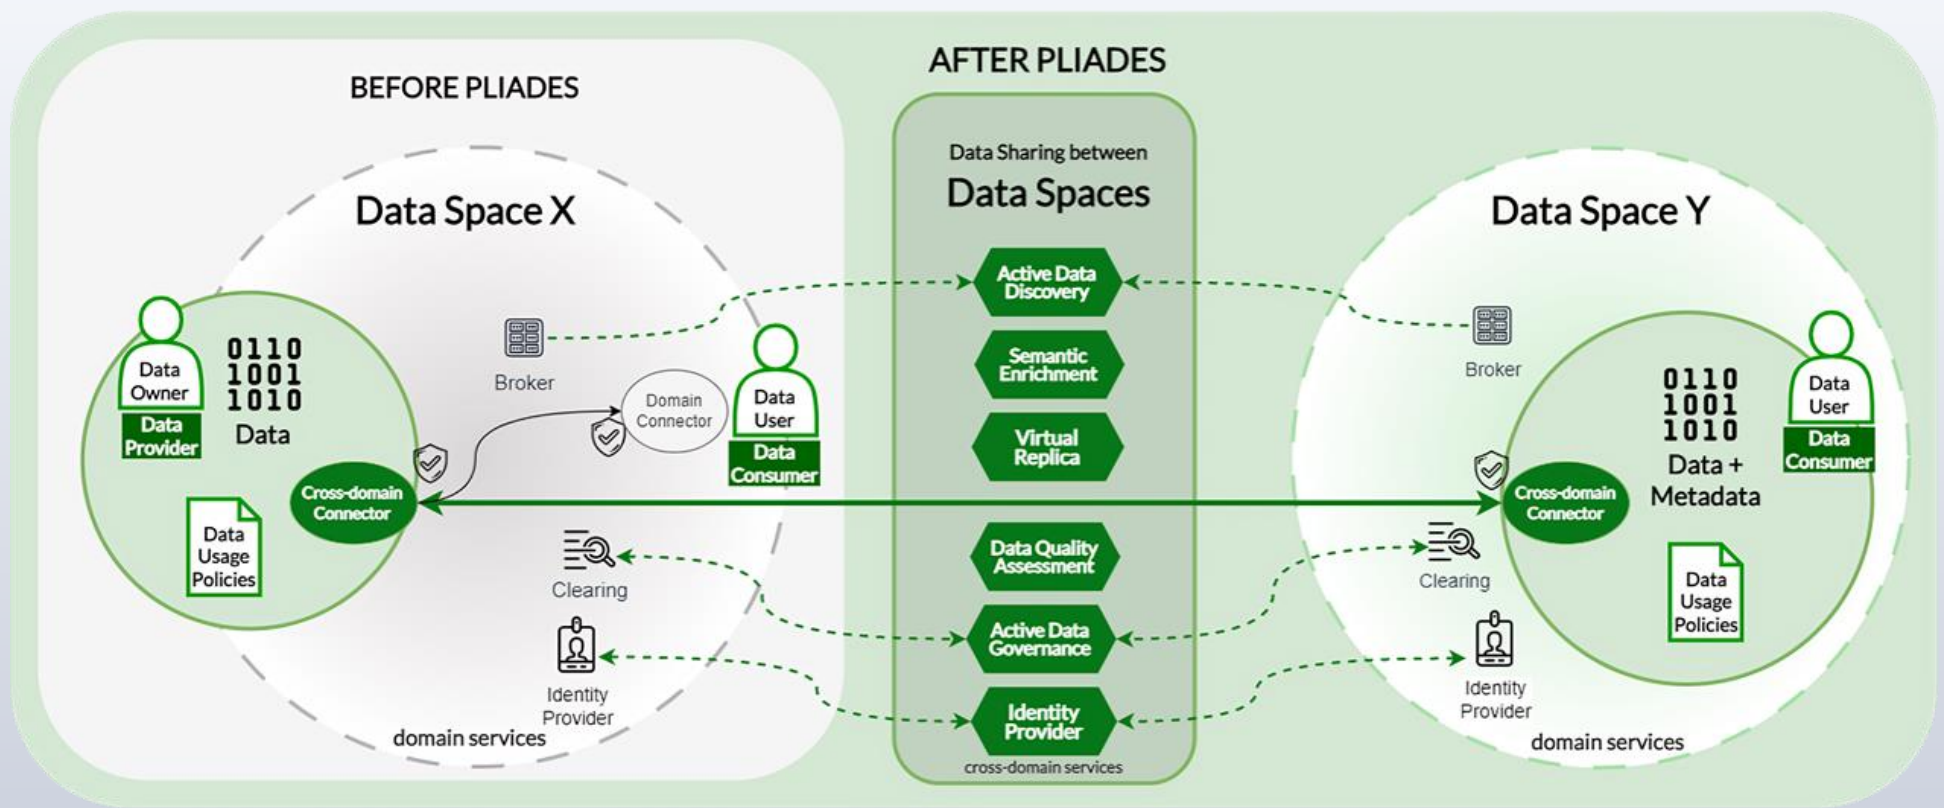 BEFORE PLIADES
AFTER PLIADES
Data Space X
Data
Owner
Data
Provider
0110
1001
1010
Data
Data
Usage
Policies
Cross-domain
Connector
Broker
Domain
Connector
Data
User
Data
Consumer
Clearing
Identity
Provider
domain services
Data Sharing between
Data Spaces
Active Data
Discovery
Semantic
Enrichment
Virtual
Replica
Data Quality
Assessment
Active Data
Governance
Identity
Provider
cross-domain services
Data Space Y
Broker
Cross-domain
Connector
Clearing
Identity
Provider
domain services
0110
1001
1010
Data +
Metadata
Data
Usage
Policies
Data
User
Data
Consumer